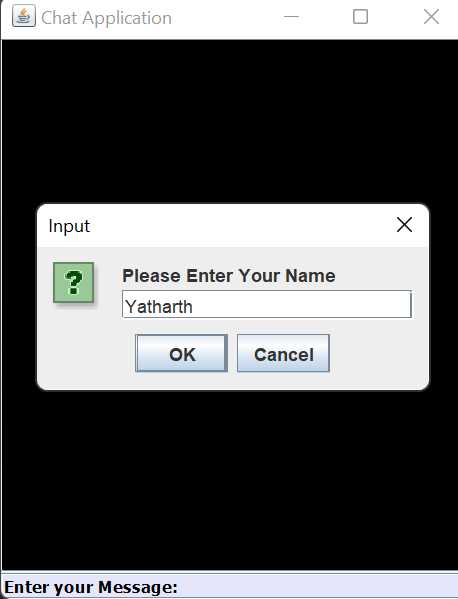 Chat Application
Input
?
Please Enter Your Name
Yatharth
OK Cancel
Enter your Message: